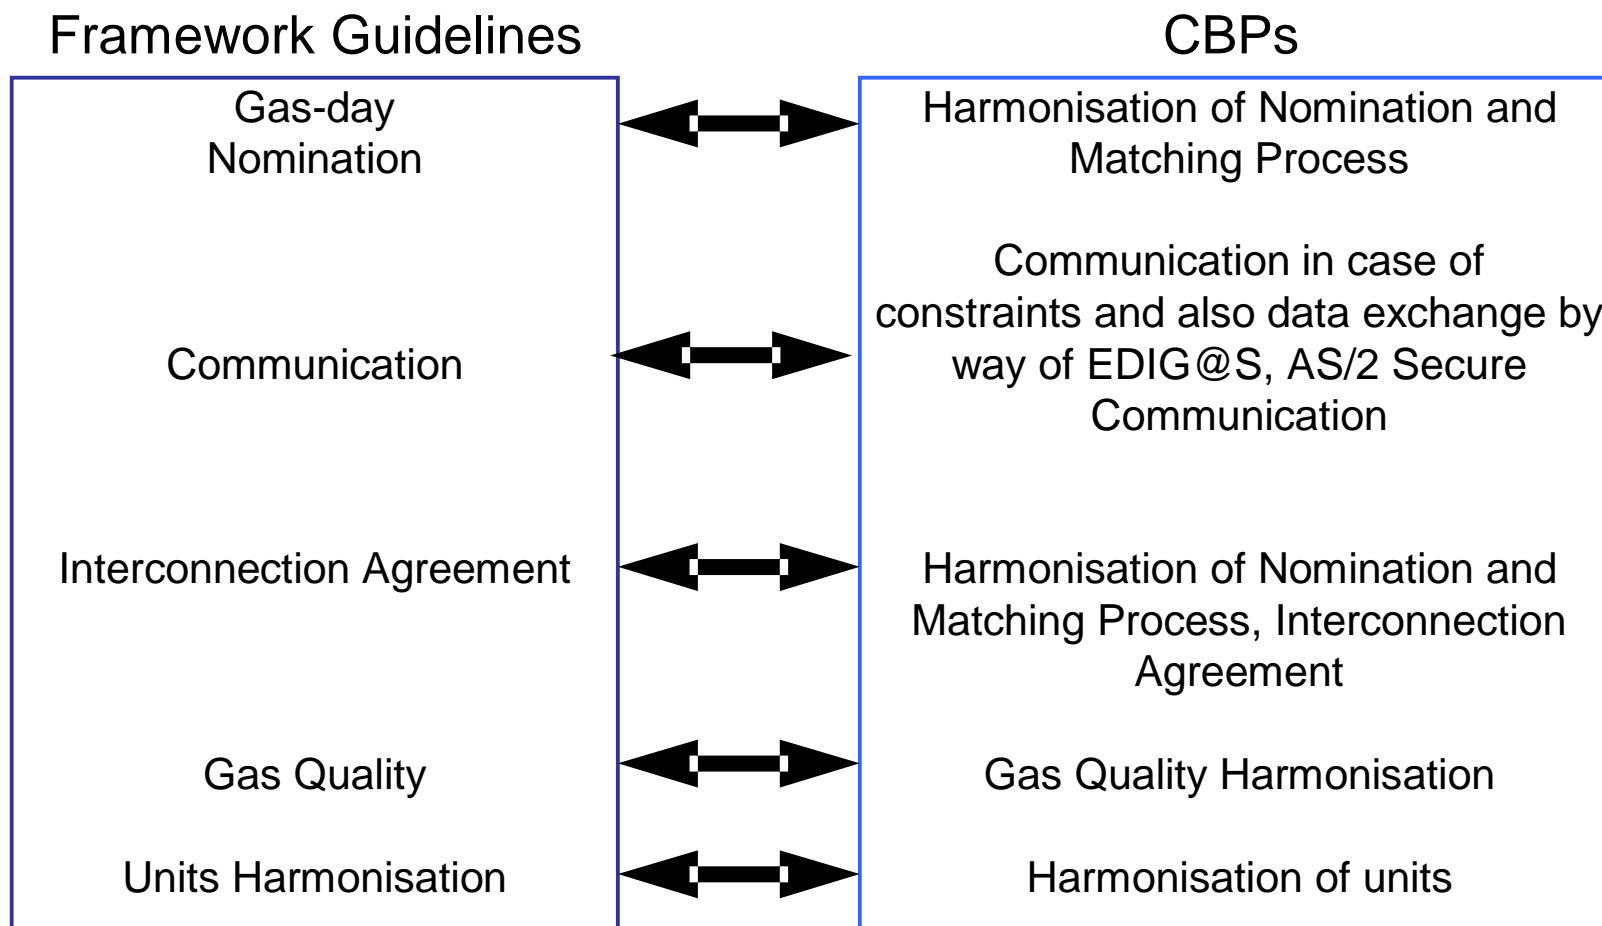 Framework Guidelines
CBPs
Gas-day
Nomination
Harmonisation of Nomination and
Matching Process
Communication
Communication in case of
constraints and also data exchange by
way of EDIG@S, AS/2 Secure
Communication
Interconnection Agreement
Harmonisation of Nomination and
Matching Process, Interconnection
Agreement
Gas Quality
Gas Quality Harmonisation
Units Harmonisation
Harmonisation of units